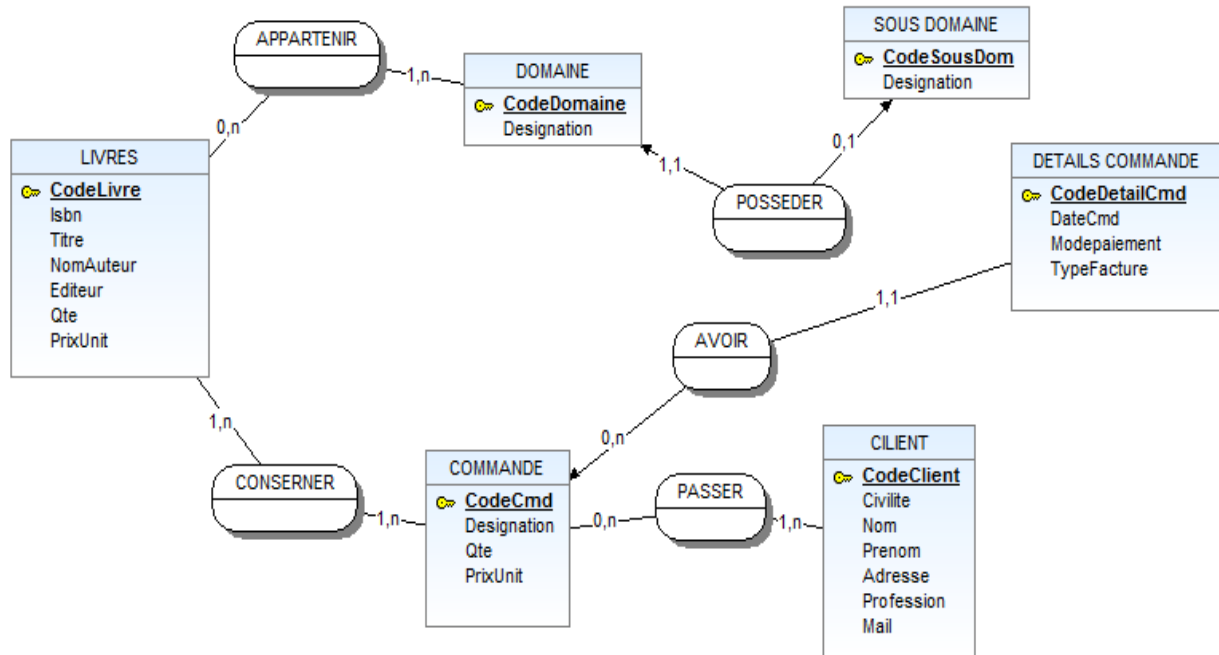 APPARTENIR
1,n
0,n
DOMAINE
CodeDomaine
Designation
SOUS DOMAINE
CodeSousDom
Designation
1,1
0,1
POSSEDER
LIVRES
CodeLivre
Isbn
Titre
NomAuteur
Editeur
Qte
PrixUnit
DETAILS COMMANDE
CodeDetailCmd
DateCmd
Modepaiement
TypeFacture
1,1
AVOIR
0,n
1,n
CONSERNER
1,n
COMMANDE
CodeCmd
Designation
Qte
PrixUnit
0,n
PASSER
1,n
CILIENT
CodeClient
Civilite
Nom
Prenom
Adresse
Profession
Mail